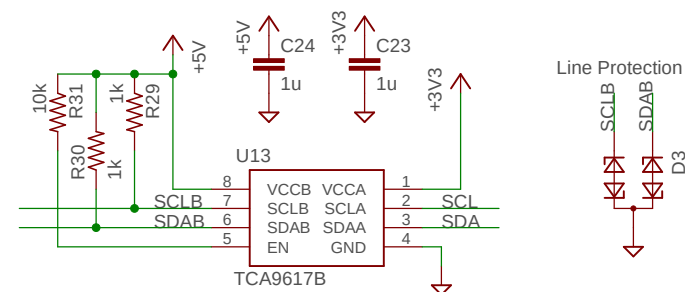 +5V
+5V
C24
1u
+3V3
C23
1u
+3V3
Line Protection
SCLB
SDAB
D3
10k
R31
R30
1k
1k
R29
U13
8 VCCB VCCA 1
SCLB 7 SCLB SCLA 2 SCL
SDAB 6 SDAB SDAA 3 SDA
5 EN GND 4
TCA9617B